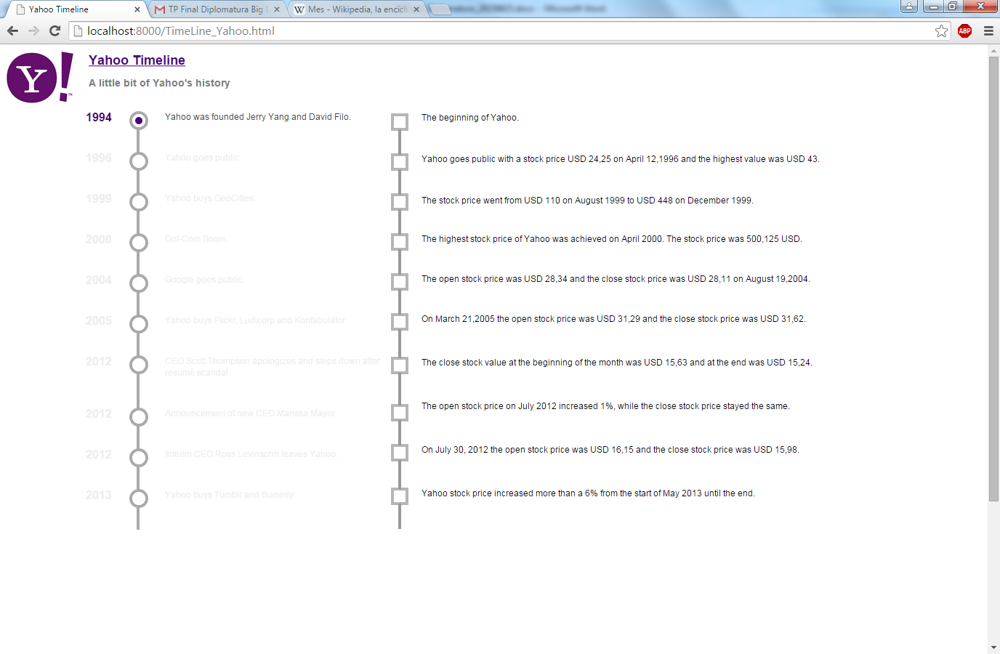 Yahoo Timeline
TP Final Diplomatura Big
Mes - Wikipedia, la encicl
Microsoft Word
localhost:8000/TimeLine_Yahoo.html
ABP
Y!
™
Yahoo Timeline
A little bit of Yahoo's history
1994 Yahoo was founded Jerry Yang and David Filo. The beginning of Yahoo.
1996 Yahoo goes public. Yahoo goes public with a stock price USD 24,25 on April 12,1996 and the highest value was USD 43.
1999 Yahoo buys GeoCities. The stock price went from USD 110 on August 1999 to USD 448 on December 1999.
2000 Dot-Com Boom. The highest stock price of Yahoo was achieved on April 2000. The stock price was 500,125 USD.
2004 Google goes public. The open stock price was USD 28,34 and the close stock price was USD 28,11 on August 19,2004.
2005 Yahoo buys Flickr, Ludicorp and Konfabulator. On March 21,2005 the open stock price was USD 31,29 and the close stock price was USD 31,62.
2012 CEO Scott Thompson apologizes and steps down after
resumé scandal.
The close stock value at the beginning of the month was USD 15,63 and at the end was USD 15,24.
2012 Announcement of new CEO Marissa Mayer. The open stock price on July 2012 increased 1%, while the close stock price stayed the same.
2012 Interim CEO Ross Levinsohn leaves Yahoo. On July 30, 2012 the open stock price was USD 16,15 and the close stock price was USD 15,98.
2013 Yahoo buys Tumblr and Summly. Yahoo stock price increased more than a 6% from the start of May 2013 until the end.